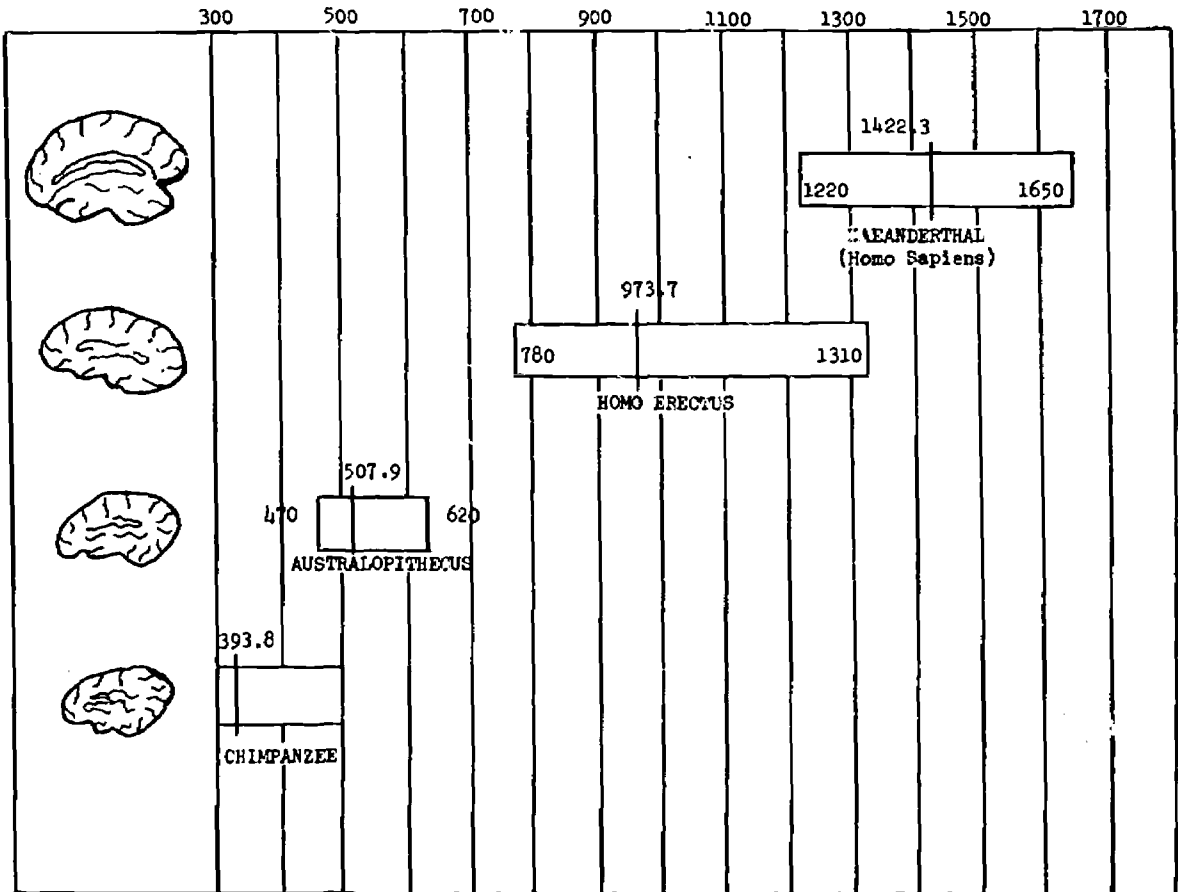 300 500 700 900 1100 1300 1500 1700
1422.3
1220 1650
(Homo Sapiens)
973.7
780 1310
HOMO ERECTUS
507.9
470 620
AUSTRALOPITHECUS
393.8
CHIMPANZEE